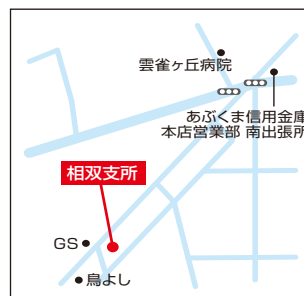 雲雀ヶ丘病院
あぶくま信用金庫
本店営業部 南出張所
相双支所
GS
鳥よし